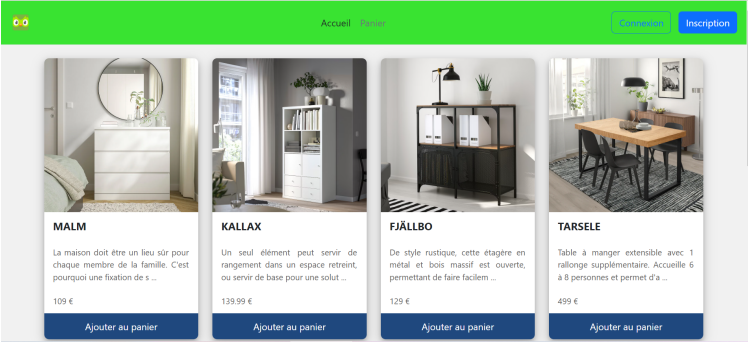 Accueil Panier Connexion Inscription
MALM
La maison doit être un lieu sûr pour
chaque membre de la famille. C'est
pourquoi une fixation de s ...
109 €
Ajouter au panier
KALLAX
Un seul élément peut servir de
rangement dans un espace retreint,
ou servir de base pour une solut ...
139.99 €
Ajouter au panier
FJÄLLBO
De style rustique, cette étagère en
métal et bois massif est ouverte,
permettant de faire facilem ...
129 €
Ajouter au panier
TARSELE
Table à manger extensible avec 1
rallonge supplémentaire. Accueille 6
à 8 personnes et permet d'a ...
499 €
Ajouter au panier